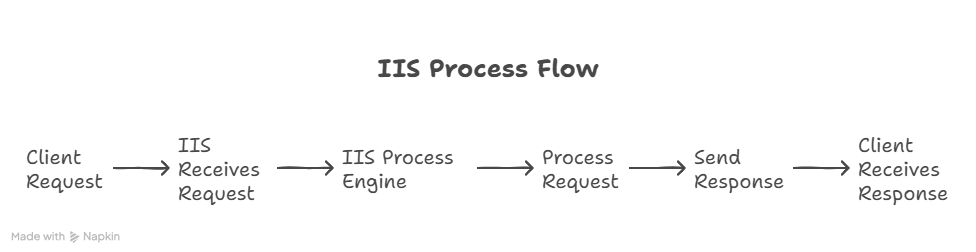 IIS Process Flow
Client
Request
IIS
Receives
Request
IIS Process
Engine
Process
Request
Send
Response
Client
Receives
Response
Made with Napkin